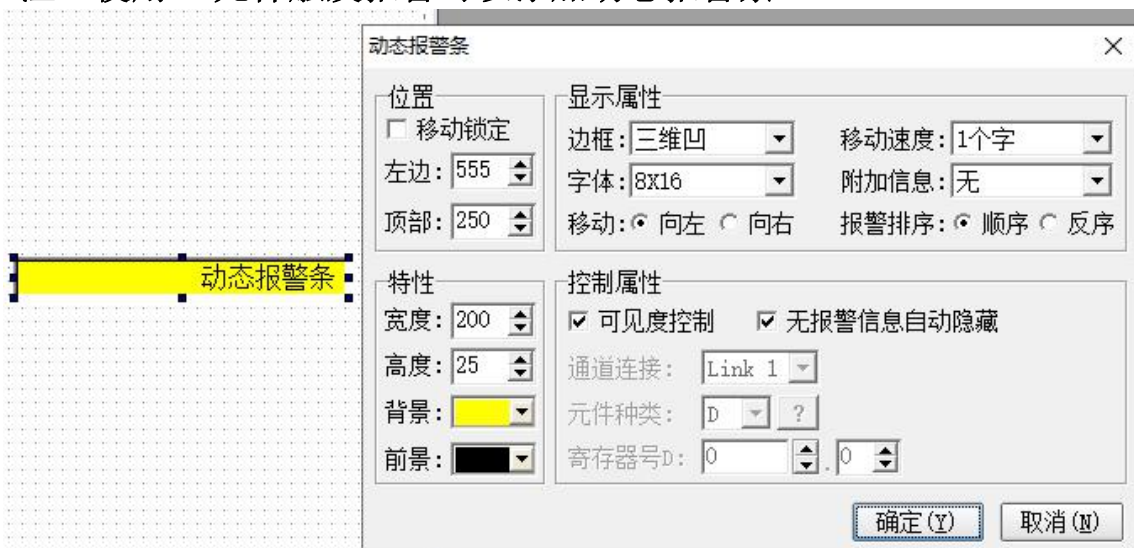 动态报警条
位置
移动锁定
左边: 555
顶部: 250
显示属性
边框: 三维凹
移动速度: 1个字
字体: 8X16
附加信息: 无
移动: 向左 向右
报警排序: 顺序 反序
动态报警条
特性
宽度: 200
高度: 25
背景:
前景:
控制属性
可见度控制 无报警信息自动隐藏
通道连接: Link 1
元件种类: D ?
寄存器号D: 0 . 0
确定(Y) 取消(N)